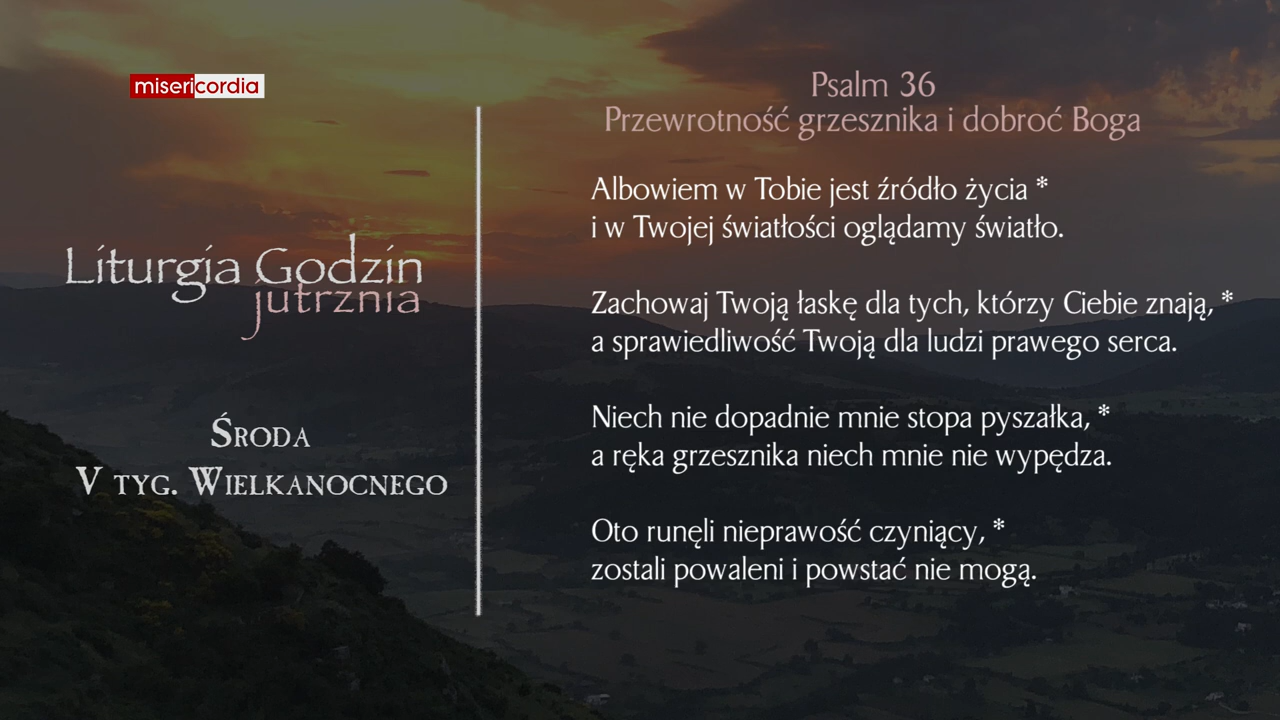 misericordia
Liturgia Godzin
jutrznia
Środa
V tyg. Wielkanocnego
Psalm 36
Przewrotność grzesznika i dobroć Boga
Albowiem w Tobie jest źródło życia *
i w Twojej światłości oglądamy światło.
Zachowaj Twoją łaskę dla tych, którzy Ciebie znają, *
a sprawiedliwość Twoją dla ludzi prawego serca.
Niech nie dopadnie mnie stopa pyszałka, *
a ręka grzesznika niech mnie nie wypędza.
Oto runęli nieprawość czyniący, *
zostali powaleni i powstać nie mogą.